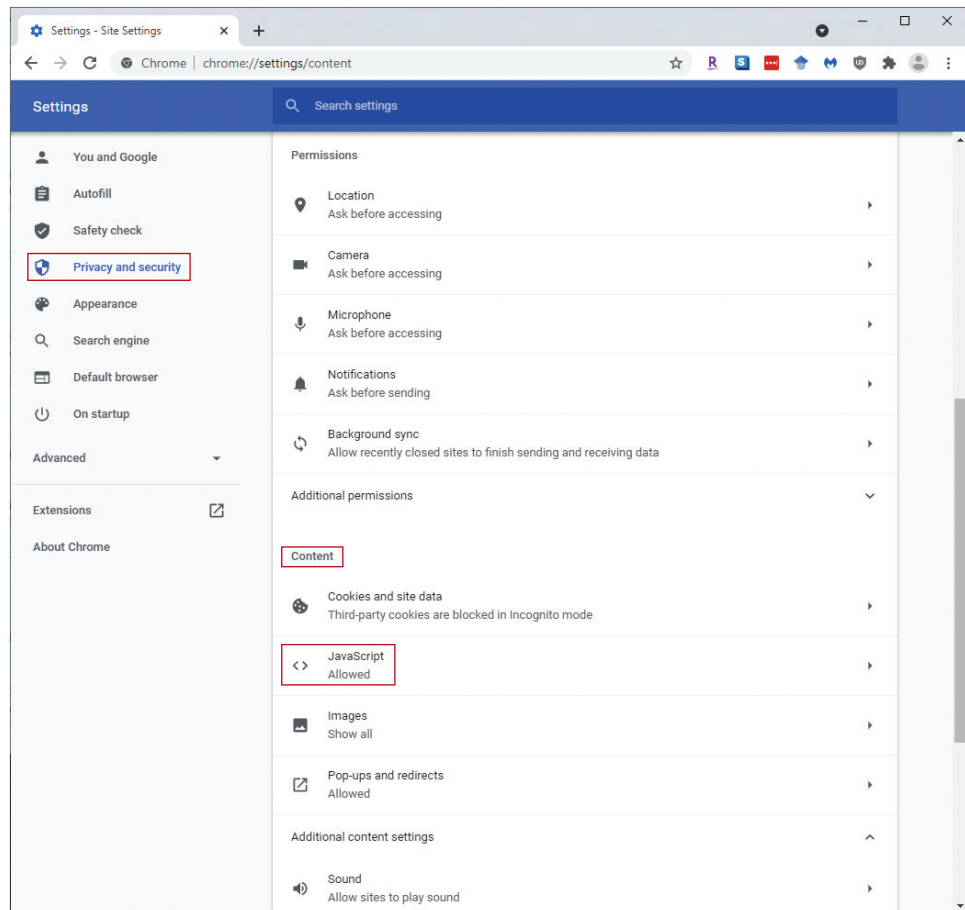 Settings - Site Settings
Chrome | chrome://settings/content
R S
Settings
Search settings
You and Google
Autofill
Safety check
Privacy and security
Appearance
Search engine
Default browser
On startup
Advanced
Extensions
About Chrome
Permissions
Location
Ask before accessing
Camera
Ask before accessing
Microphone
Ask before accessing
Notifications
Ask before sending
Background sync
Allow recently closed sites to finish sending and receiving data
Additional permissions
Content
Cookies and site data
Third-party cookies are blocked in Incognito mode
JavaScript
Allowed
Images
Show all
Pop-ups and redirects
Allowed
Additional content settings
Sound
Allow sites to play sound